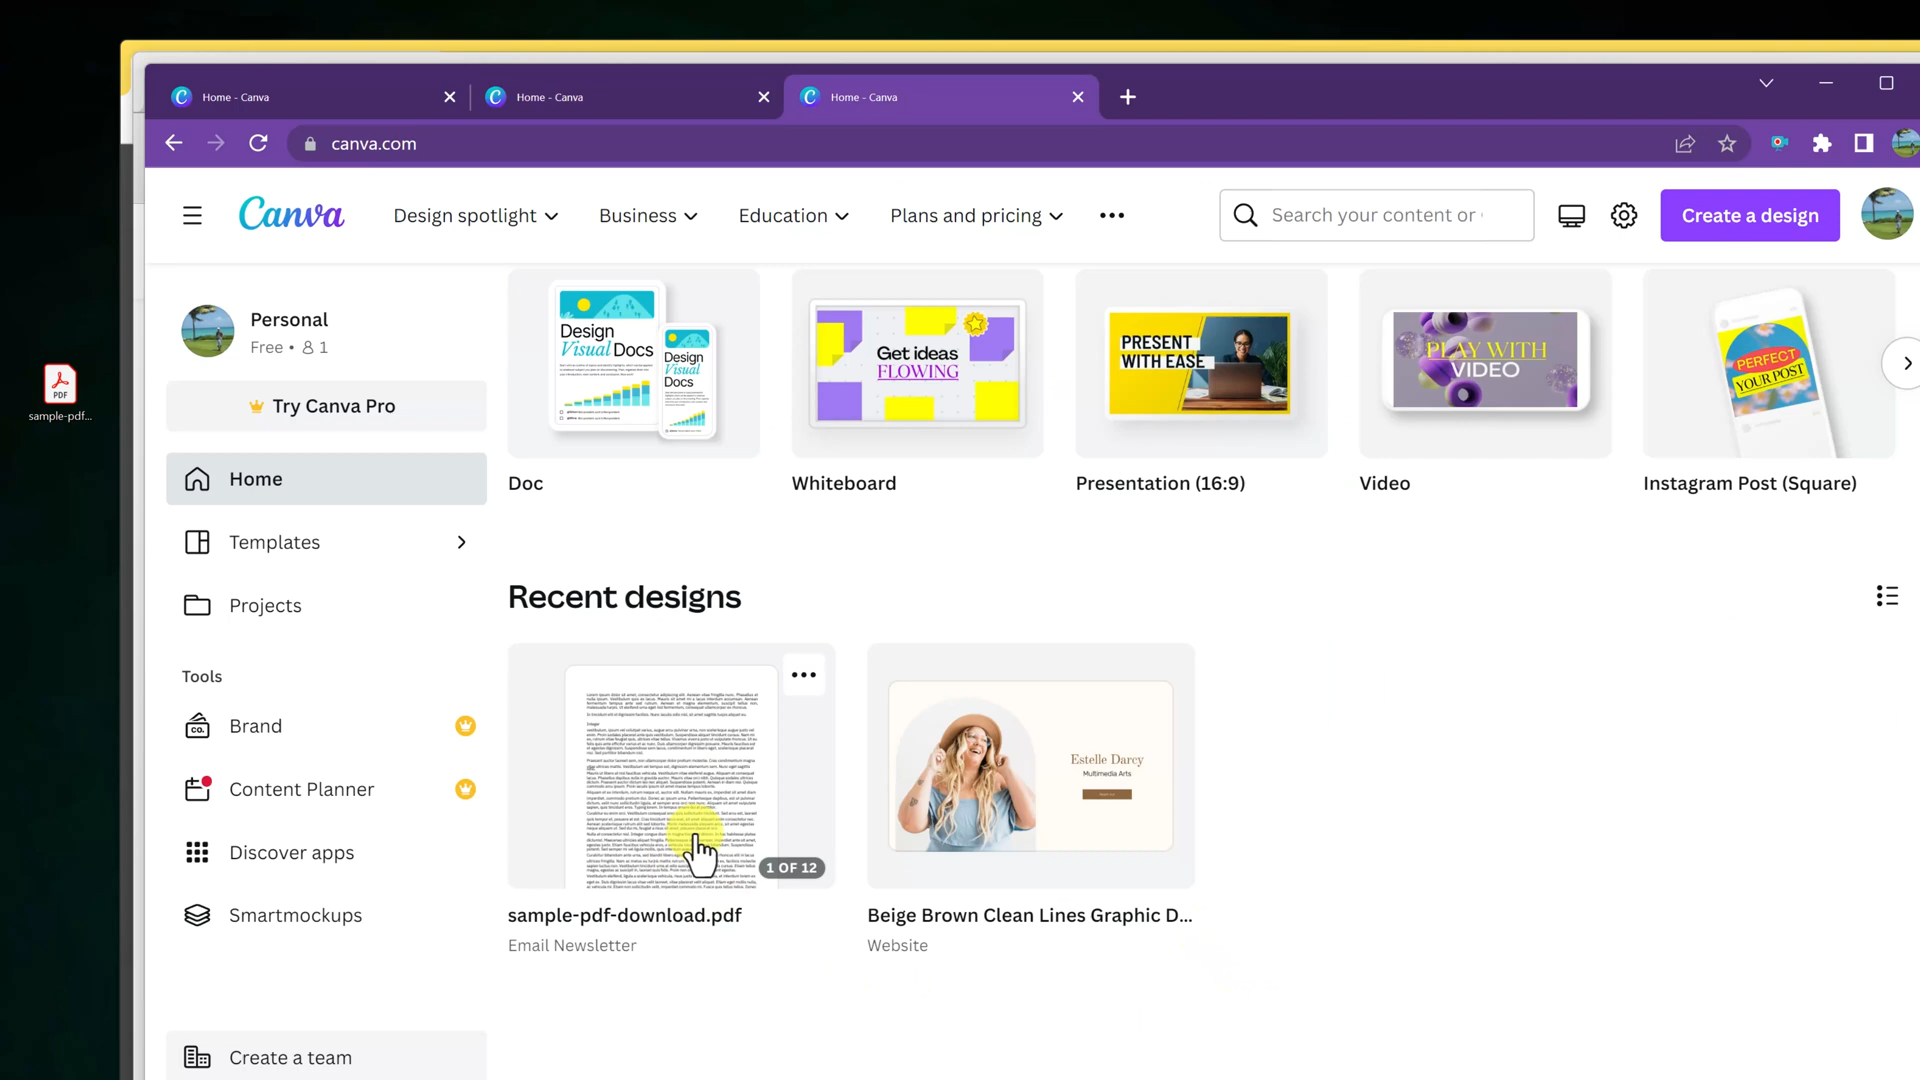 Home - Canva
Home - Canva
Home - Canva
canva.com
Canva
Design spotlight
Business
Education
Plans and pricing
Search your content or
Create a design
Personal
Free • 1
Try Canva Pro
Home
Templates
Projects
Tools
Brand
CO.
Content Planner
Discover apps
Smartmockups
Create a team
PDF
sample-pdf...
Design
Visual Docs
Design
Visual
Docs
Doc
Get ideas
FLOWING
Whiteboard
PRESENT
WITH EASE
Presentation (16:9)
PLAY WITH
VIDEO
Video
PERFECT
YOUR POST
Instagram Post (Square)
Recent designs
1 OF 12
sample-pdf-download.pdf
Email Newsletter
Estelle Darcy
Multimedia Arts
Beige Brown Clean Lines Graphic D...
Website